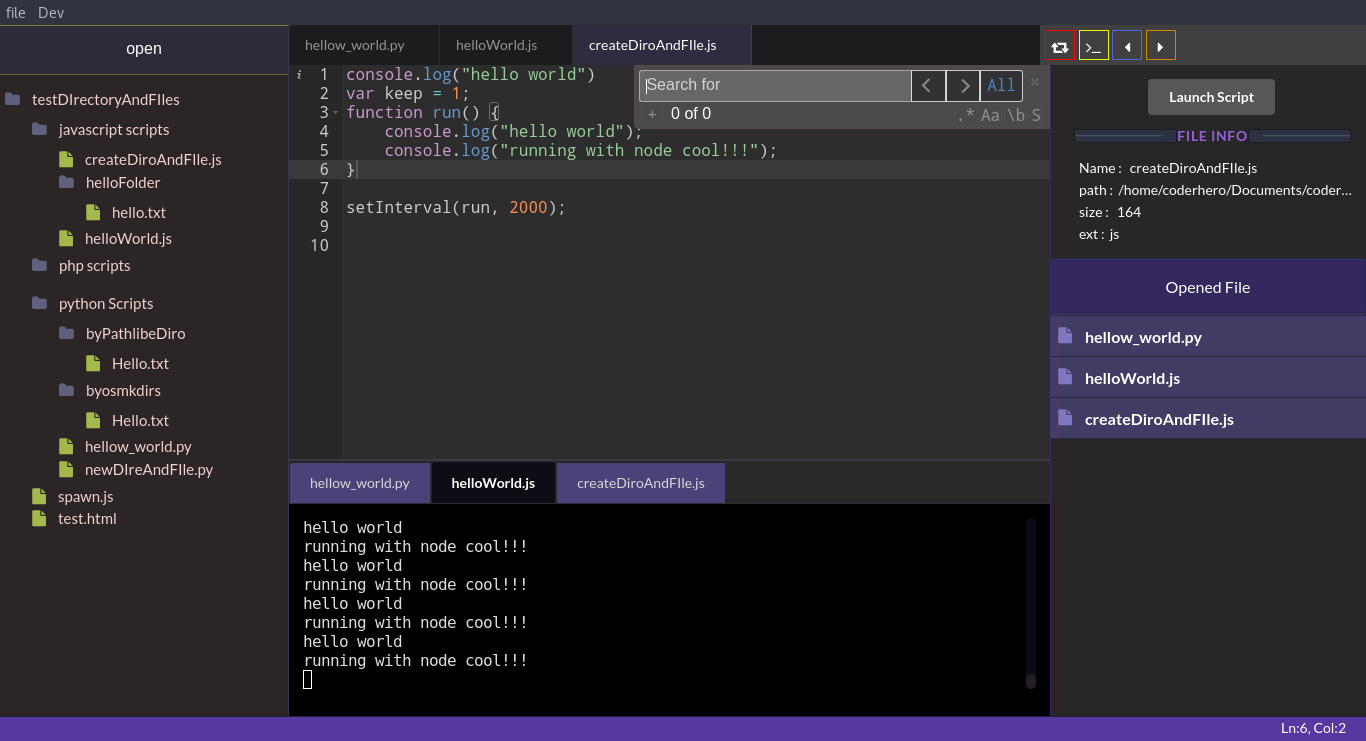 file Dev
open
testDIrectoryAndFIles
javascript scripts
createDiroAndFIle.js
helloFolder
hello.txt
helloWorld.js
php scripts
python Scripts
byPathlibeDiro
Hello.txt
byosmkdirs
Hello.txt
hellow_world.py
newDIreAndFIle.py
spawn.js
test.html
hellow_world.py helloWorld.js createDiroAndFIle.js
i 1 console.log("hello world")
2 var keep = 1;
3 function run() {
4 console.log("hello world");
5 console.log("running with node cool!!!");
6 }
7
8 setInterval(run, 2000);
9
10
Search for < > All ×
+ 0 of 0 .* Aa \b S
hellow_world.py helloWorld.js createDiroAndFIle.js
hello world
running with node cool!!!
hello world
running with node cool!!!
hello world
running with node cool!!!
hello world
running with node cool!!!
>_
Launch Script
FILE INFO
Name : createDiroAndFIle.js
path : /home/coderhero/Documents/coder...
size : 164
ext : js
Opened File
hellow_world.py
helloWorld.js
createDiroAndFIle.js
Ln:6, Col:2